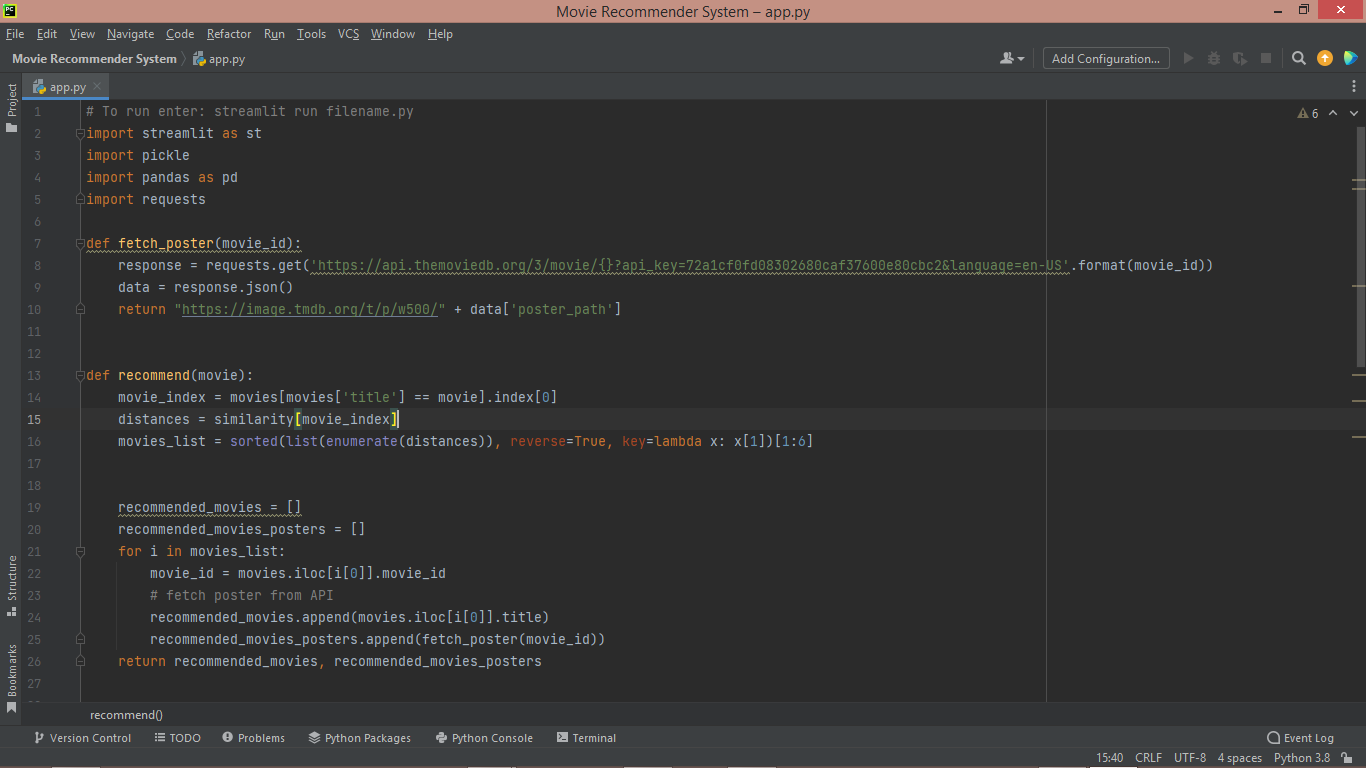 PC
Movie Recommender System – app.py
File Edit View Navigate Code Refactor Run Tools VCS Window Help
Movie Recommender System app.py Add Configuration...
Project
app.py
6
1 # To run enter: streamlit run filename.py
2 import streamlit as st
3 import pickle
4 import pandas as pd
5 import requests
6
7 def fetch_poster(movie_id):
8 response = requests.get('https://api.themoviedb.org/3/movie/{}?api_key=72a1cf0fd08302680caf37600e80cbc2&language=en-US'.format(movie_id))
9 data = response.json()
10 return "https://image.tmdb.org/t/p/w500/" + data['poster_path']
11
12
13 def recommend(movie):
14 movie_index = movies[movies['title'] == movie].index[0]
15 distances = similarity[movie_index]
16 movies_list = sorted(list(enumerate(distances)), reverse=True, key=lambda x: x[1])[1:6]
17
18
19 recommended_movies = []
20 recommended_movies_posters = []
21 for i in movies_list:
22 movie_id = movies.iloc[i[0]].movie_id
23 # fetch poster from API
24 recommended_movies.append(movies.iloc[i[0]].title)
25 recommended_movies_posters.append(fetch_poster(movie_id))
26 return recommended_movies, recommended_movies_posters
27
Structure
Bookmarks
recommend()
Version Control TODO Problems Python Packages Python Console Terminal Event Log
15:40 CRLF UTF-8 4 spaces Python 3.8